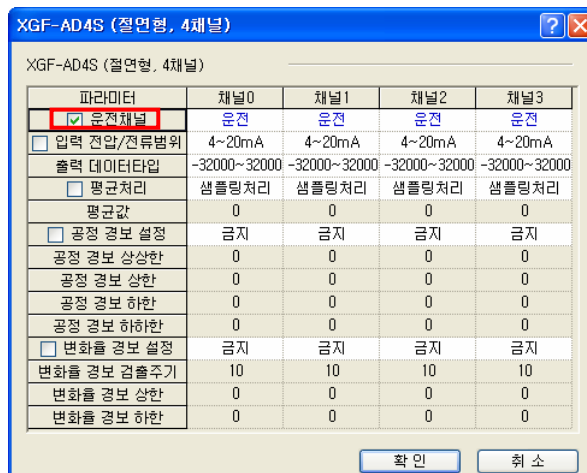 XGF-AD4S (절연형, 4채널)
XGF-AD4S (절연형, 4채널)
파라미터 채널0 채널1 채널2 채널3
운전채널 운전 운전 운전 운전
입력 전압/전류범위 4~20mA 4~20mA 4~20mA 4~20mA
출력 데이터타입 -32000~32000 -32000~32000 -32000~32000 -32000~32000
평균처리 샘플링처리 샘플링처리 샘플링처리 샘플링처리
평균값 0 0 0 0
공정 경보 설정 금지 금지 금지 금지
공정 경보 상상한 0 0 0 0
공정 경보 상한 0 0 0 0
공정 경보 하한 0 0 0 0
공정 경보 하하한 0 0 0 0
변화율 경보 설정 금지 금지 금지 금지
변화율 경보 검출주기 10 10 10 10
변화율 경보 상한 0 0 0 0
변화율 경보 하한 0 0 0 0
확인 취소